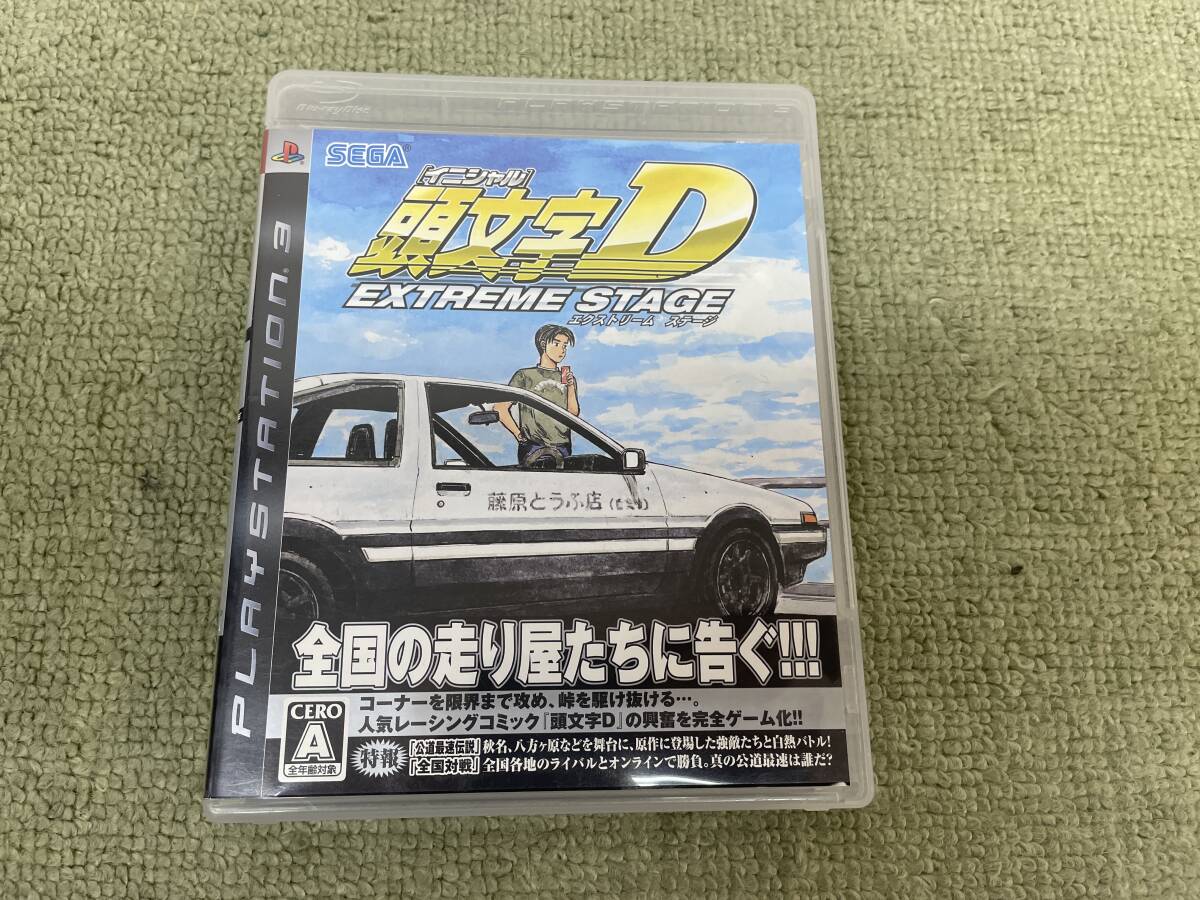 Blu-ray Disc
PLAYSTATION 3
SEGA®
PLAYSTATION®3
[イニシャル]
頭文字D
EXTREME STAGE
エクストリーム ステージ
藤原とうふ店(自家用)
全国の走り屋たちに告ぐ!!!
コーナーを限界まで攻め、峠を駆け抜ける…。
人気レーシングコミック『頭文字D』の興奮を完全ゲーム化!!
CERO
A
全年齢対象
特報
「公道最速伝説」秋名、八方ヶ原などを舞台に、原作に登場した強敵たちと白熱バトル!
「全国対戦」全国各地のライバルとオンラインで勝負。真の公道最速は誰だ?